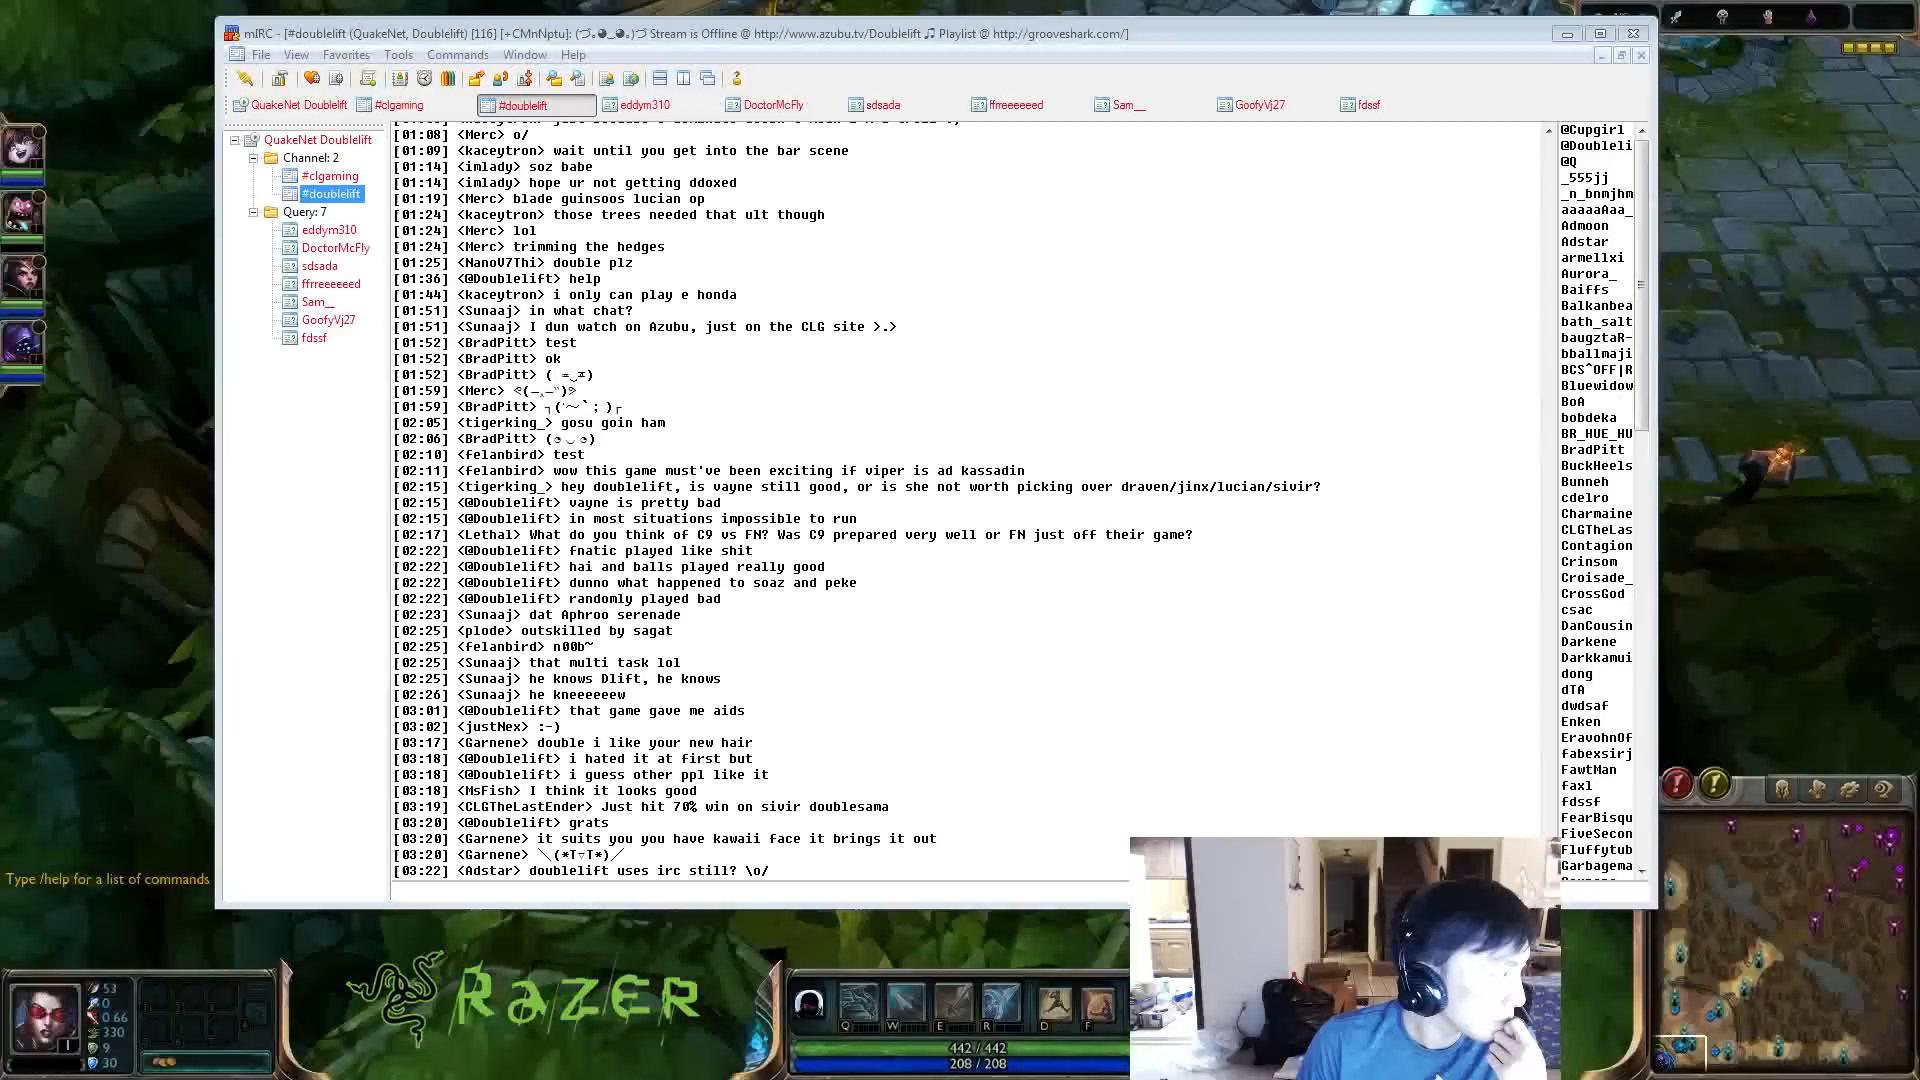 mIRC - [#doublelift (QuakeNet, Doublelift) [116] [+CMnNptu]: (づ｡◕‿◕｡)づ Stream is Offline @ http://www.azubu.tv/Doublelift ♫ Playlist @ http://grooveshark.com/]
File View Favorites Tools Commands Window Help
QuakeNet Doublelift #clgaming #doublelift eddym310 DoctorMcFly sdsada ffrreeeeed Sam__ GoofyVj27 fdssf
QuakeNet Doublelift
Channel: 2
#clgaming
#doublelift
Query: 7
eddym310
DoctorMcFly
sdsada
ffrreeeeed
Sam__
GoofyVj27
fdssf
[01:08] <Merc> o/
[01:09] <kaceytron> wait until you get into the bar scene
[01:14] <imlady> soz babe
[01:14] <imlady> hope ur not getting ddoxed
[01:19] <Merc> blade guinsoos lucian op
[01:24] <kaceytron> those trees needed that ult though
[01:24] <Merc> lol
[01:24] <Merc> trimming the hedges
[01:25] <NanoV7Thi> double plz
[01:36] <@Doublelift> help
[01:44] <kaceytron> i only can play e honda
[01:51] <Sunaaj> in what chat?
[01:51] <Sunaaj> I dun watch on Azubu, just on the CLG site >.>
[01:52] <BradPitt> test
[01:52] <BradPitt> ok
[01:52] <BradPitt>
[01:59] <Merc>
[01:59] <BradPitt>
[02:05] <tigerking_> gosu goin ham
[02:06] <BradPitt> (◔ ◡ ◔)
[02:10] <felanbird> test
[02:11] <felanbird> wow this game must've been exciting if viper is ad kassadin
[02:15] <tigerking_> hey doublelift, is vayne still good, or is she not worth picking over draven/jinx/lucian/sivir?
[02:15] <@Doublelift> vayne is pretty bad
[02:15] <@Doublelift> in most situations impossible to run
[02:17] <Lethal> What do you think of C9 vs FN? Was C9 prepared very well or FN just off their game?
[02:22] <@Doublelift> fnatic played like shit
[02:22] <@Doublelift> hai and balls played really good
[02:22] <@Doublelift> dunno what happened to soaz and peke
[02:22] <@Doublelift> randomly played bad
[02:23] <Sunaaj> dat Aphroo serenade
[02:25] <plode> outskilled by sagat
[02:25] <felanbird> n00b~
[02:25] <Sunaaj> that multi task lol
[02:25] <Sunaaj> he knows Dlift, he knows
[02:26] <Sunaaj> he kneeeeeew
[03:01] <@Doublelift> that game gave me aids
[03:02] <justNex> :-)
[03:17] <Garnene> double i like your new hair
[03:18] <@Doublelift> i hated it at first but
[03:18] <@Doublelift> i guess other ppl like it
[03:18] <MsFish> I think it looks good
[03:19] <CLGTheLastEnder> Just hit 70% win on sivir doublesama
[03:20] <@Doublelift> grats
[03:20] <Garnene> it suits you you have kawaii face it brings it out
[03:20] <Garnene> ＼(*T▽T*)／
[03:22] <Adstar> doublelift uses irc still? \o/
@Cupgirl
@Doubleli
@Q
_555jj
_n_bnmjhm
aaaaaAaa_
Admoon
Adstar
armellxi
Aurora_
Baiffs
Balkanbea
bath_salt
baugztaR-
bballmaji
BCS^OFF|R
Bluewidow
BoA
bobdeka
BR_HUE_HU
BradPitt
BuckHeels
Bunneh
cdelro
Charmaine
CLGTheLas
Contagion
Crinsom
Croisade_
CrossGod
csac
DanCousin
Darkene
Darkkamui
dong
dTA
dwdsaf
Enken
EravohnOf
fabexsirj
FawtMan
faxl
fdssf
FearBisqu
FiveSecon
Fluffytub
Garbagema
Type /help for a list of commands
RAZER
53
0
0.66
330
9
30
1
Q W E R D F
442 / 442
208 / 208